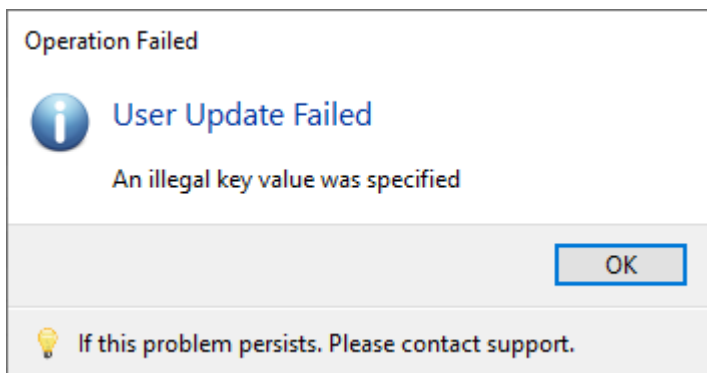 Operation Failed
User Update Failed
An illegal key value was specified
OK
If this problem persists. Please contact support.